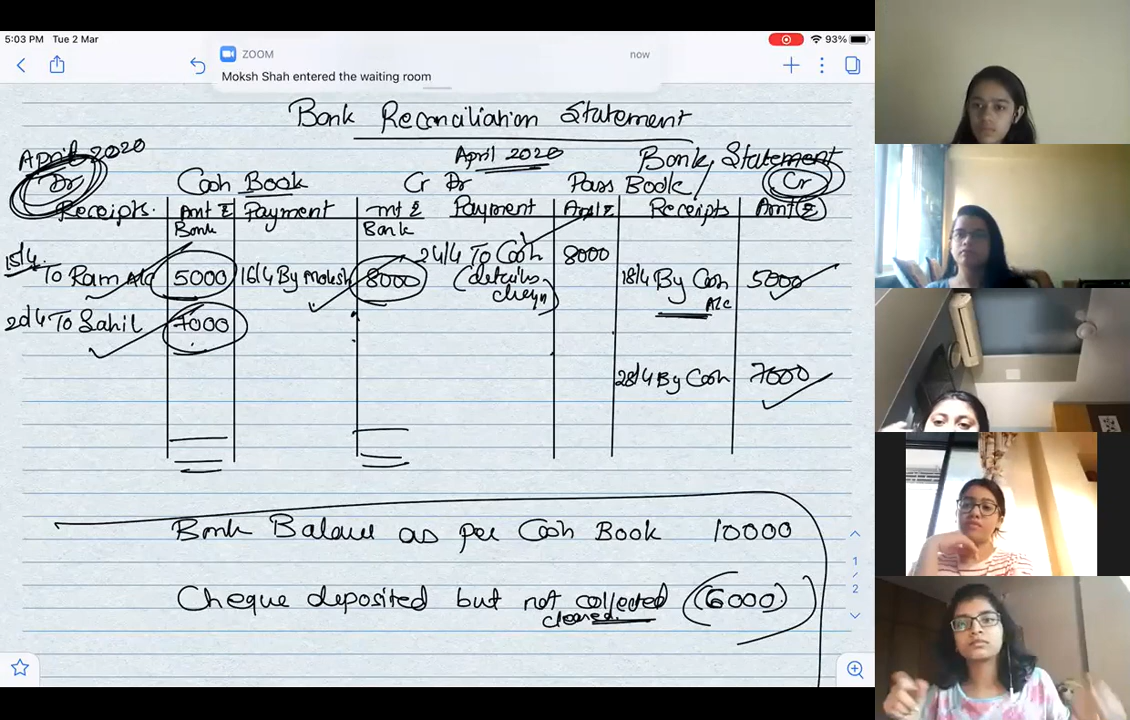 5:03 PM Tue 2 Mar
93%
ZOOM
now
Moksh Shah entered the waiting room
Bank Reconciliation Statement
April 2020
April 2020
Bank Statement
Dr
Cash Book
Cr Dr
Pass Book /
Cr
Receipts.
Amt ₹
Payment
mt ₹
Payment
Amt ₹
Receipts
Amt (₹)
Bank
Bank
15/4
24/4 To Cash
8000
To Ram A/c
5000
16/4 By Moksh
8000
18/4 By Cash
5000
A/c
20/4 To Sahil
7000
28/4 By Cash
7000
Bank Balance as per Cash Book 10000
Cheque deposited but not collected (6000)
cleared
1
/
2